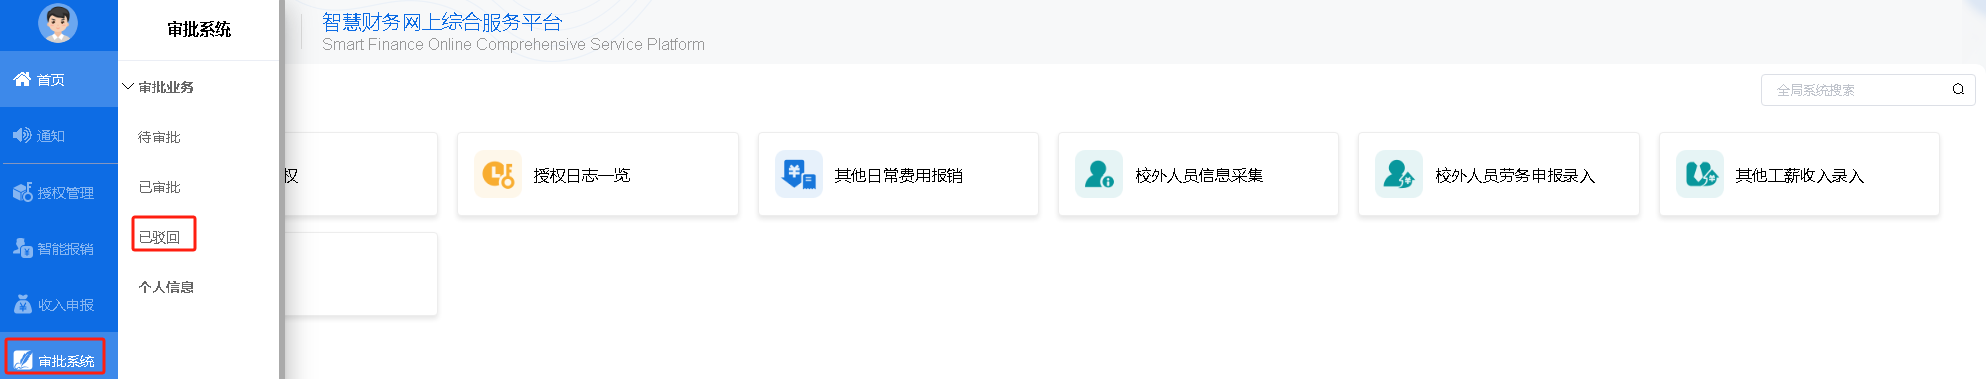 首页
通知
授权管理
智能报销
收入申报
审批系统
审批系统
审批业务
待审批
已审批
已驳回
个人信息
智慧财务网上综合服务平台
Smart Finance Online Comprehensive Service Platform
全局系统搜索
权
授权日志一览
其他日常费用报销
校外人员信息采集
校外人员劳务申报录入
其他工薪收入录入